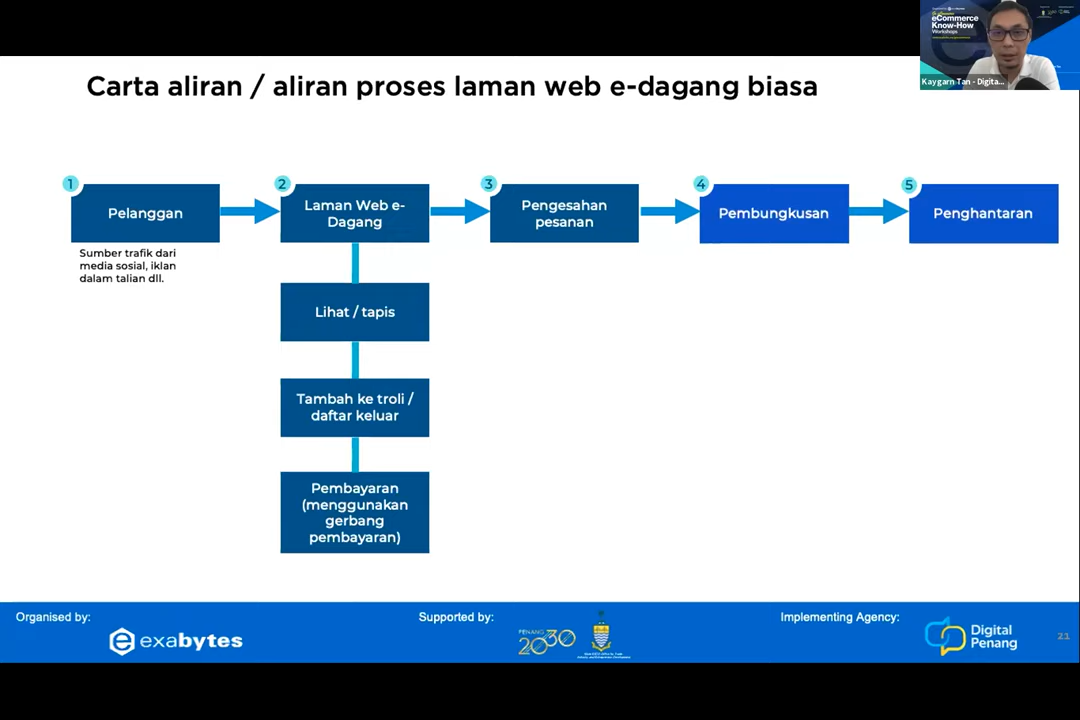 eCommerce
Know-How
Workshops
Kaygarn Tan - Digita...
Carta aliran / aliran proses laman web e-dagang biasa
1
Pelanggan
Sumber trafik dari
media sosial, iklan
dalam talian dll.
2
Laman Web e-
Dagang
3
Pengesahan
pesanan
4
Pembungkusan
5
Penghantaran
Lihat / tapis
Tambah ke troli /
daftar keluar
Pembayaran
(menggunakan
gerbang
pembayaran)
Organised by:
exabytes
Supported by:
PENANG
2030
Implementing Agency:
Digital
Penang
21